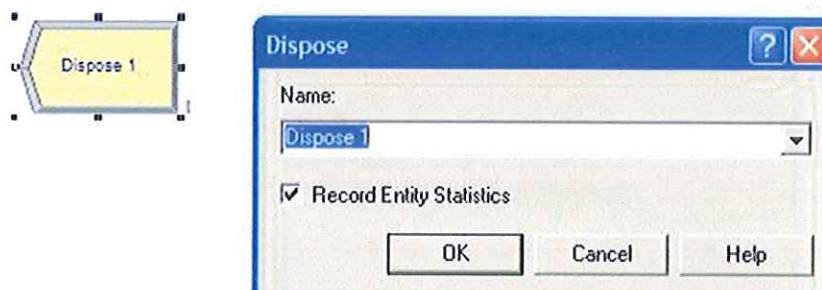 Dispose 1
Dispose
Name:
Dispose 1
Record Entity Statistics
OK
Cancel
Help